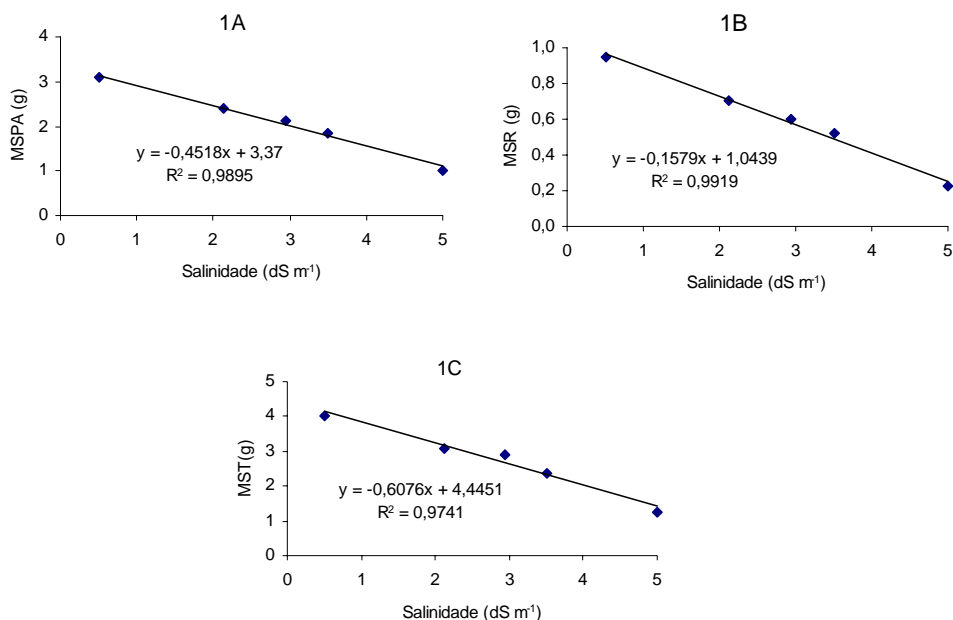 1A
4
3
2
1
0
MSPA (g)
y = -0,4518x + 3,37
R² = 0,9895
0 1 2 3 4 5
Salinidade (dS m⁻¹)
1B
1,0
0,8
0,6
0,4
0,2
0,0
MSR (g)
y = -0,1579x + 1,0439
R² = 0,9919
0 1 2 3 4 5
Salinidade (dS m⁻¹)
1C
5
4
3
2
1
0
MST(g)
y = -0,6076x + 4,4451
R² = 0,9741
0 1 2 3 4 5
Salinidade (dS m⁻¹)